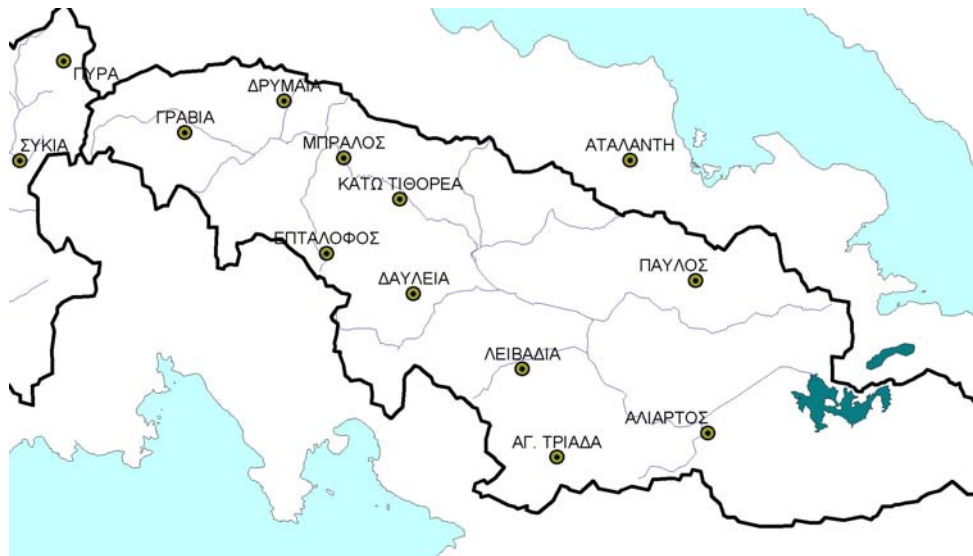 ΠΥΡΑ
ΔΡΥΜΑΙΑ
ΓΡΑΒΙΑ
ΣΥΚΙΑ
ΜΠΡΑΛΟΣ
ΑΤΑΛΑΝΤΗ
ΚΑΤΩ ΤΙΘΟΡΕΑ
ΕΠΤΑΛΟΦΟΣ
ΔΑΥΛΕΙΑ
ΠΑΥΛΟΣ
ΛΕΙΒΑΔΙΑ
ΑΛΙΑΡΤΟΣ
ΑΓ. ΤΡΙΑΔΑ